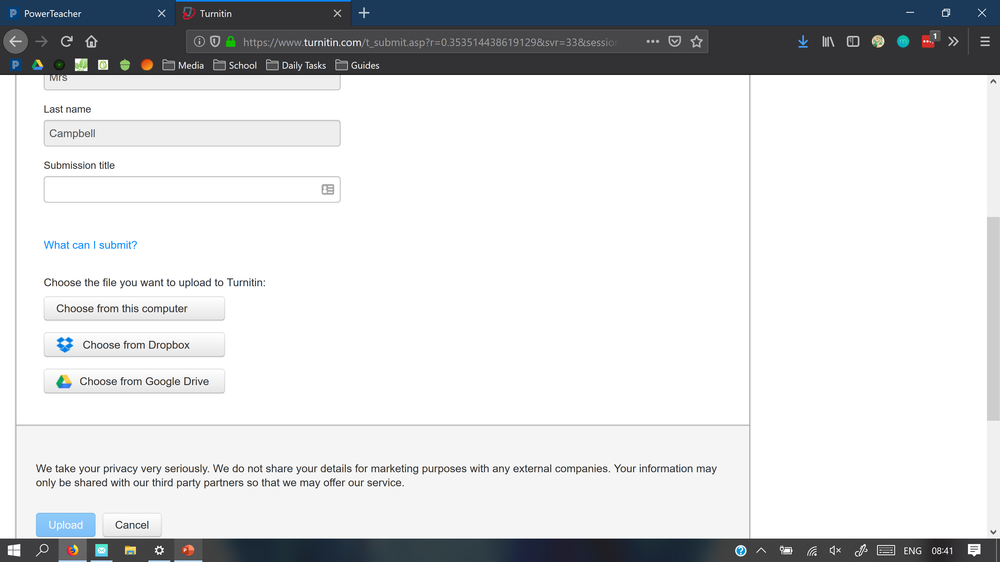 PowerTeacher
Turnitin
https://www.turnitin.com/t_submit.asp?r=0.353514438619129&svr=33&session
m
1
Media
School
Daily Tasks
Guides
Mrs
Last name
Campbell
Submission title
What can I submit?
Choose the file you want to upload to Turnitin:
Choose from this computer
Choose from Dropbox
Choose from Google Drive
We take your privacy very seriously. We do not share your details for marketing purposes with any external companies. Your information may
only be shared with our third party partners so that we may offer our service.
Upload
Cancel
ENG
08:41